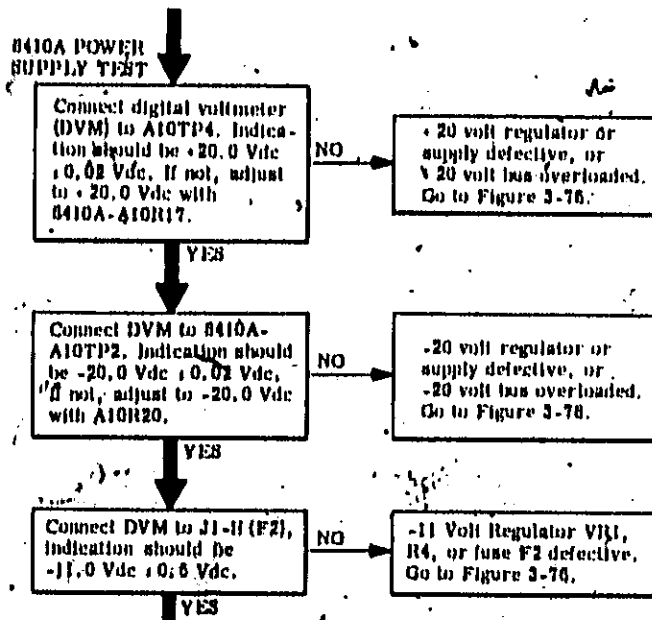 8410A POWER
SUPPLY TEST
Connect digital voltmeter
(DVM) to A10TP4. Indica-
tion should be +20.0 Vdc
±0.02 Vdc. If not, adjust
to +20.0 Vdc with
8410A-A10R17.
NO
+20 volt regulator or
supply defective, or
+20 volt bus overloaded.
Go to Figure 3-76.
YES
Connect DVM to 8410A-
A10TP2. Indication should
be -20.0 Vdc ±0.02 Vdc.
If not, adjust to -20.0 Vdc
with A10R20.
NO
-20 volt regulator or
supply defective, or
-20 volt bus overloaded.
Go to Figure 3-76.
YES
Connect DVM to J1-H (F2),
Indication should be
-11.0 Vdc ±0.6 Vdc.
NO
-11 Volt Regulator VR1,
R4, or fuse F2 defective.
Go to Figure 3-76.
YES